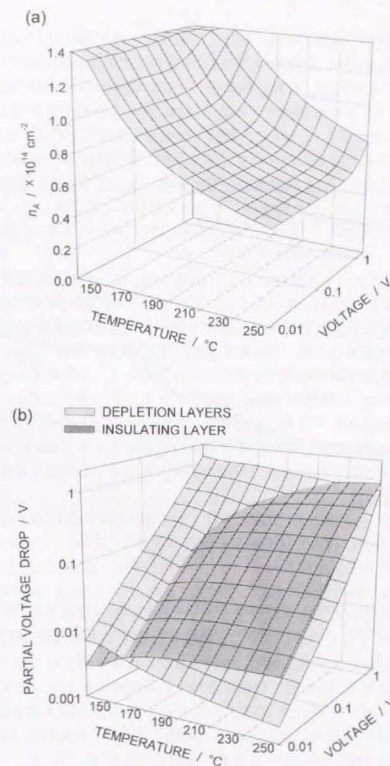 (a)
1.4
1.2
1.0
0.8
0.6
0.4
0.2
0.0
n_A / × 10^14 cm^-2
150 170 190 210 230 250
TEMPERATURE / °C
0.01 0.1 1
VOLTAGE / V
(b)
DEPLETION LAYERS
INSULATING LAYER
1
0.1
0.01
0.001
PARTIAL VOLTAGE DROP / V
150 170 190 210 230 250
TEMPERATURE / °C
0.01 0.1 1
VOLTAGE / V